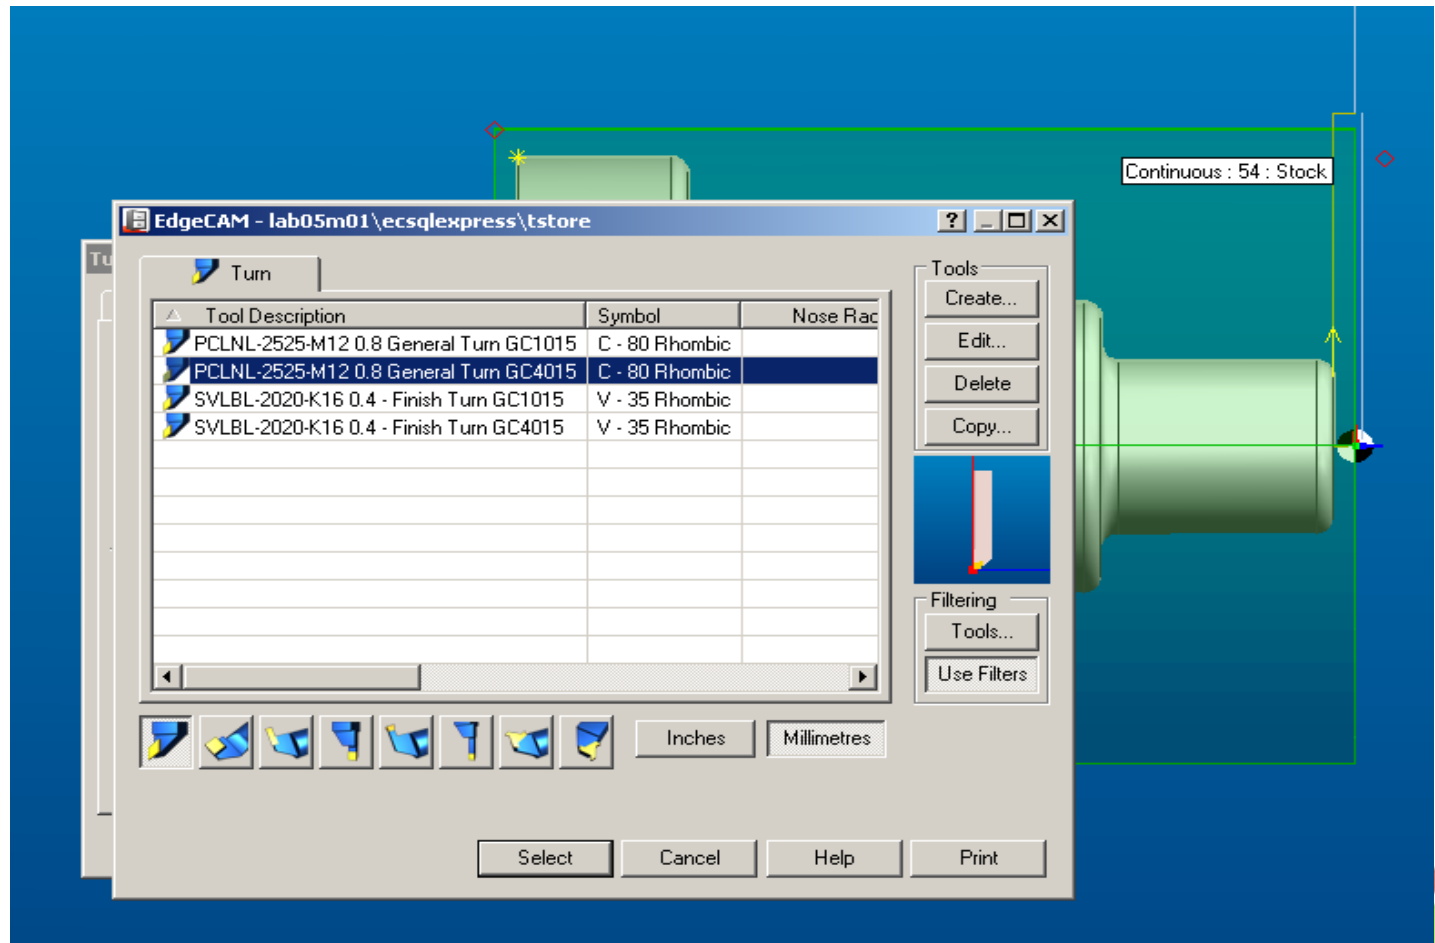 Continuous : 54 : Stock
EdgeCAM - lab05m01\ecsqlexpress\tstore
Tu
Turn
Tool Description Symbol Nose Rac
PCLNL-2525-M12 0.8 General Turn GC1015 C - 80 Rhombic
PCLNL-2525-M12 0.8 General Turn GC4015 C - 80 Rhombic
SVLBL-2020-K16 0.4 - Finish Turn GC1015 V - 35 Rhombic
SVLBL-2020-K16 0.4 - Finish Turn GC4015 V - 35 Rhombic
Tools
Create...
Edit...
Delete
Copy...
Filtering
Tools...
Use Filters
Inches Millimetres
Select Cancel Help Print